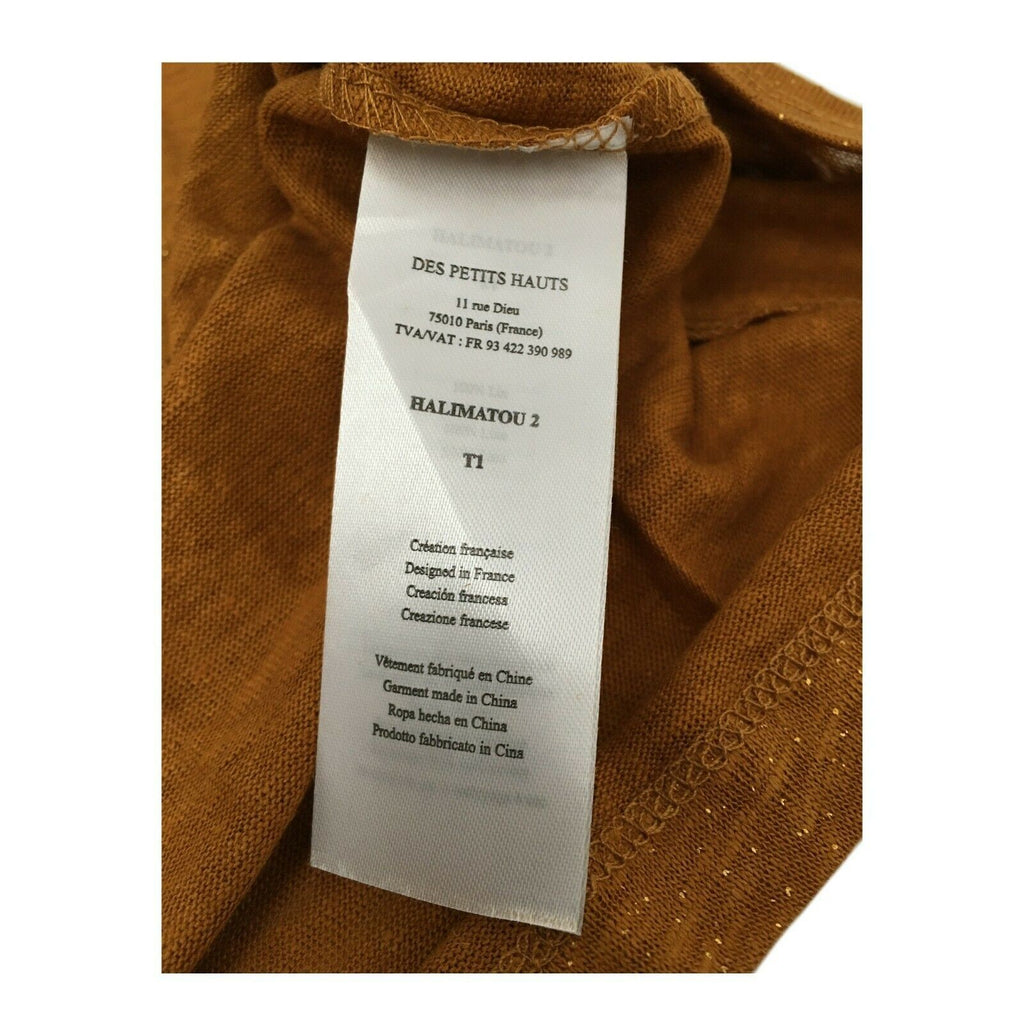 HALIMATOU 2
DES PETITS HAUTS
11 rue Dieu
75010 Paris (France)
TVA/VAT : FR 93 422 390 989
HALIMATOU 2
T1
Création française
Designed in France
Creación francesa
Creazione francese
Vêtement fabriqué en Chine
Garment made in China
Ropa hecha en China
Prodotto fabbricato in Cina